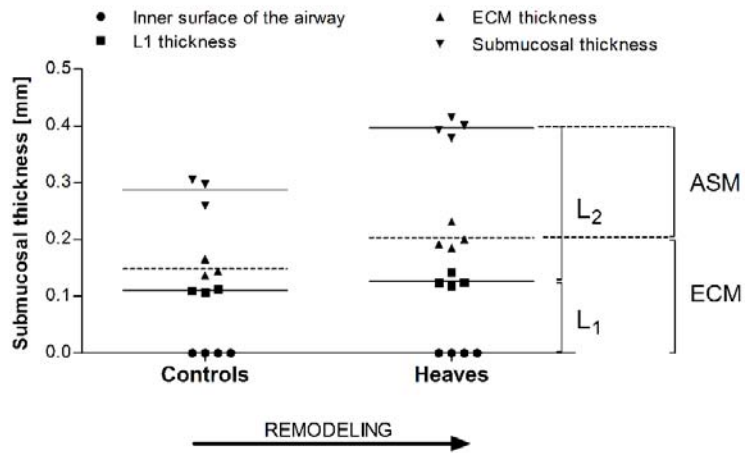 Inner surface of the airway
L1 thickness
ECM thickness
Submucosal thickness
Submucosal thickness [mm]
0.5
0.4
0.3
0.2
0.1
0.0
L2
L1
ASM
ECM
Controls
Heaves
REMODELING